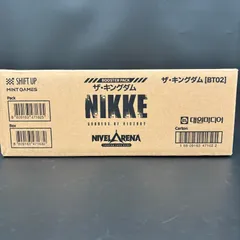 SHIFT UP
MINT GAMES
BOOSTER PACK
ザ・キングダム
ザ・キングダム [BT02]
NIKKE
GODDESS OF VICTORY
NIVEL ARENA
Pack
Box
대원미디어
Carton